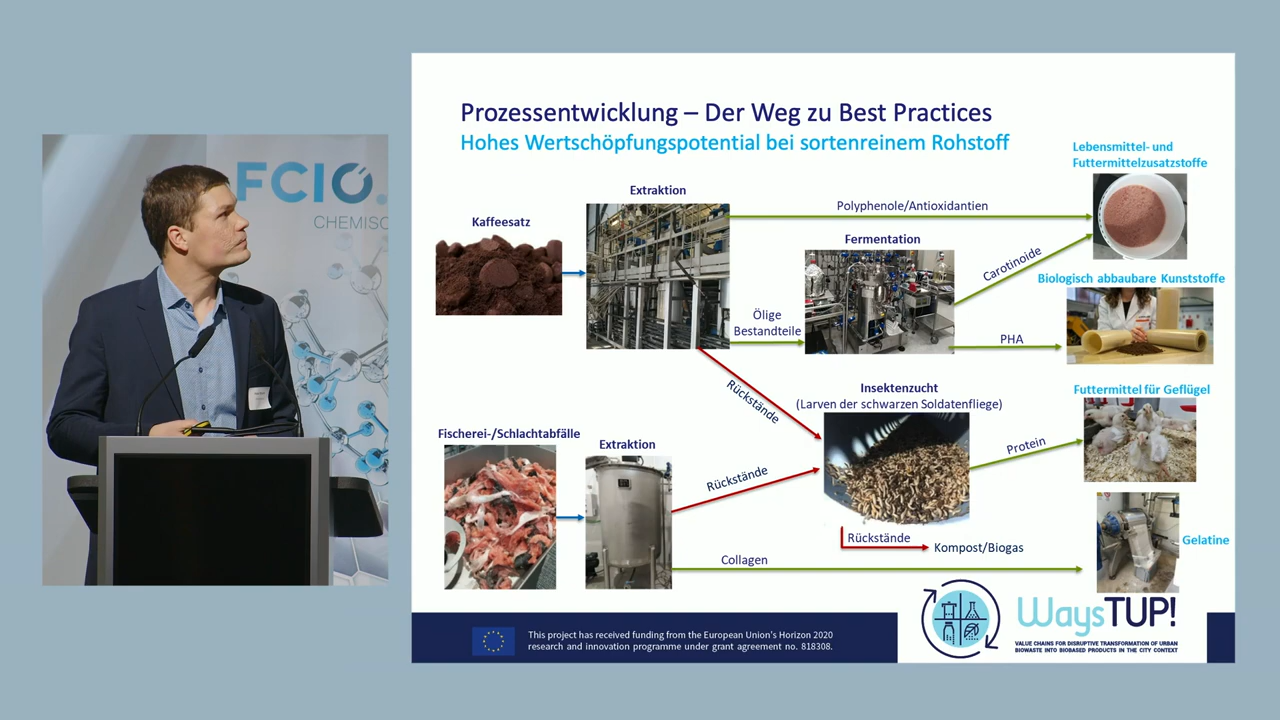 FCIO.
CHEMISC
Prozessentwicklung – Der Weg zu Best Practices
Hohes Wertschöpfungspotential bei sortenreinem Rohstoff
Lebensmittel- und
Futtermittelzusatzstoffe
Extraktion
Polyphenole/Antioxidantien
Kaffeesatz
Fermentation
Carotinoide
Biologisch abbaubare Kunststoffe
Ölige
Bestandteile
PHA
Rückstände
Insektenzucht
(Larven der schwarzen Soldatenfliege)
Futtermittel für Geflügel
Fischerei-/Schlachtabfälle
Extraktion
Rückstände
Protein
Rückstände
Kompost/Biogas
Gelatine
Collagen
WaysTUP!
VALUE CHAINS FOR DISRUPTIVE TRANSFORMATION OF URBAN
BIOWASTE INTO BIOBASED PRODUCTS IN THE CITY CONTEXT
This project has received funding from the European Union's Horizon 2020
research and innovation programme under grant agreement no. 818308.